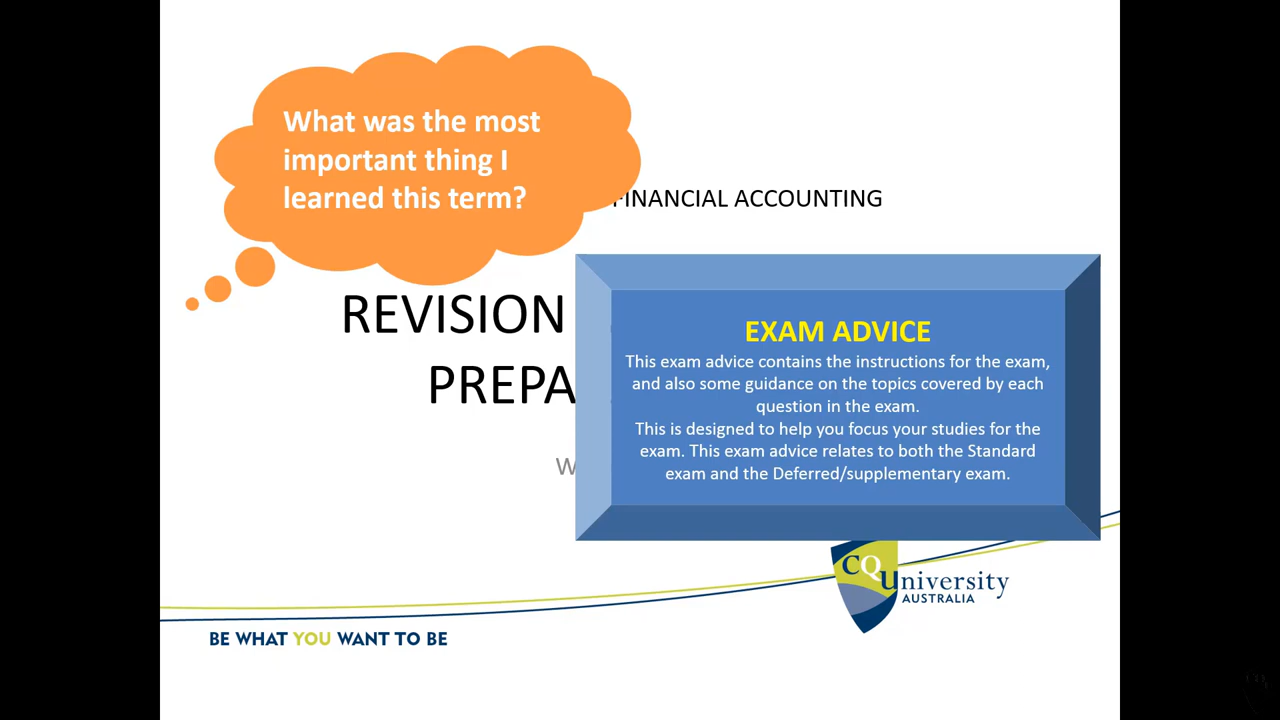 What was the most
important thing I
learned this term?
FINANCIAL ACCOUNTING
REVISION
PREPA
W
EXAM ADVICE
This exam advice contains the instructions for the exam,
and also some guidance on the topics covered by each
question in the exam.
This is designed to help you focus your studies for the
exam. This exam advice relates to both the Standard
exam and the Deferred/supplementary exam.
CQUniversity
AUSTRALIA
BE WHAT YOU WANT TO BE